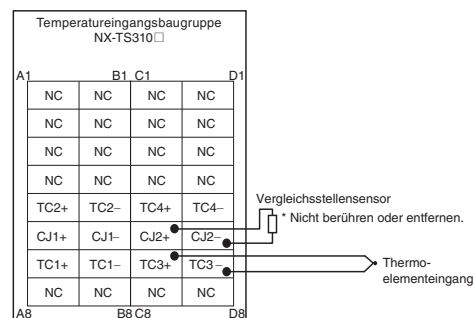 Temperatureingangsbaugruppe
NX-TS310□
A1 B1 C1 D1
NC NC NC NC
NC NC NC NC
NC NC NC NC
NC NC NC NC
TC2+ TC2− TC4+ TC4−
CJ1+ CJ1− CJ2+ CJ2−
TC1+ TC1− TC3+ TC3−
NC NC NC NC
A8 B8 C8 D8
Vergleichsstellensensor
* Nicht berühren oder entfernen.
Thermo-
elementeingang